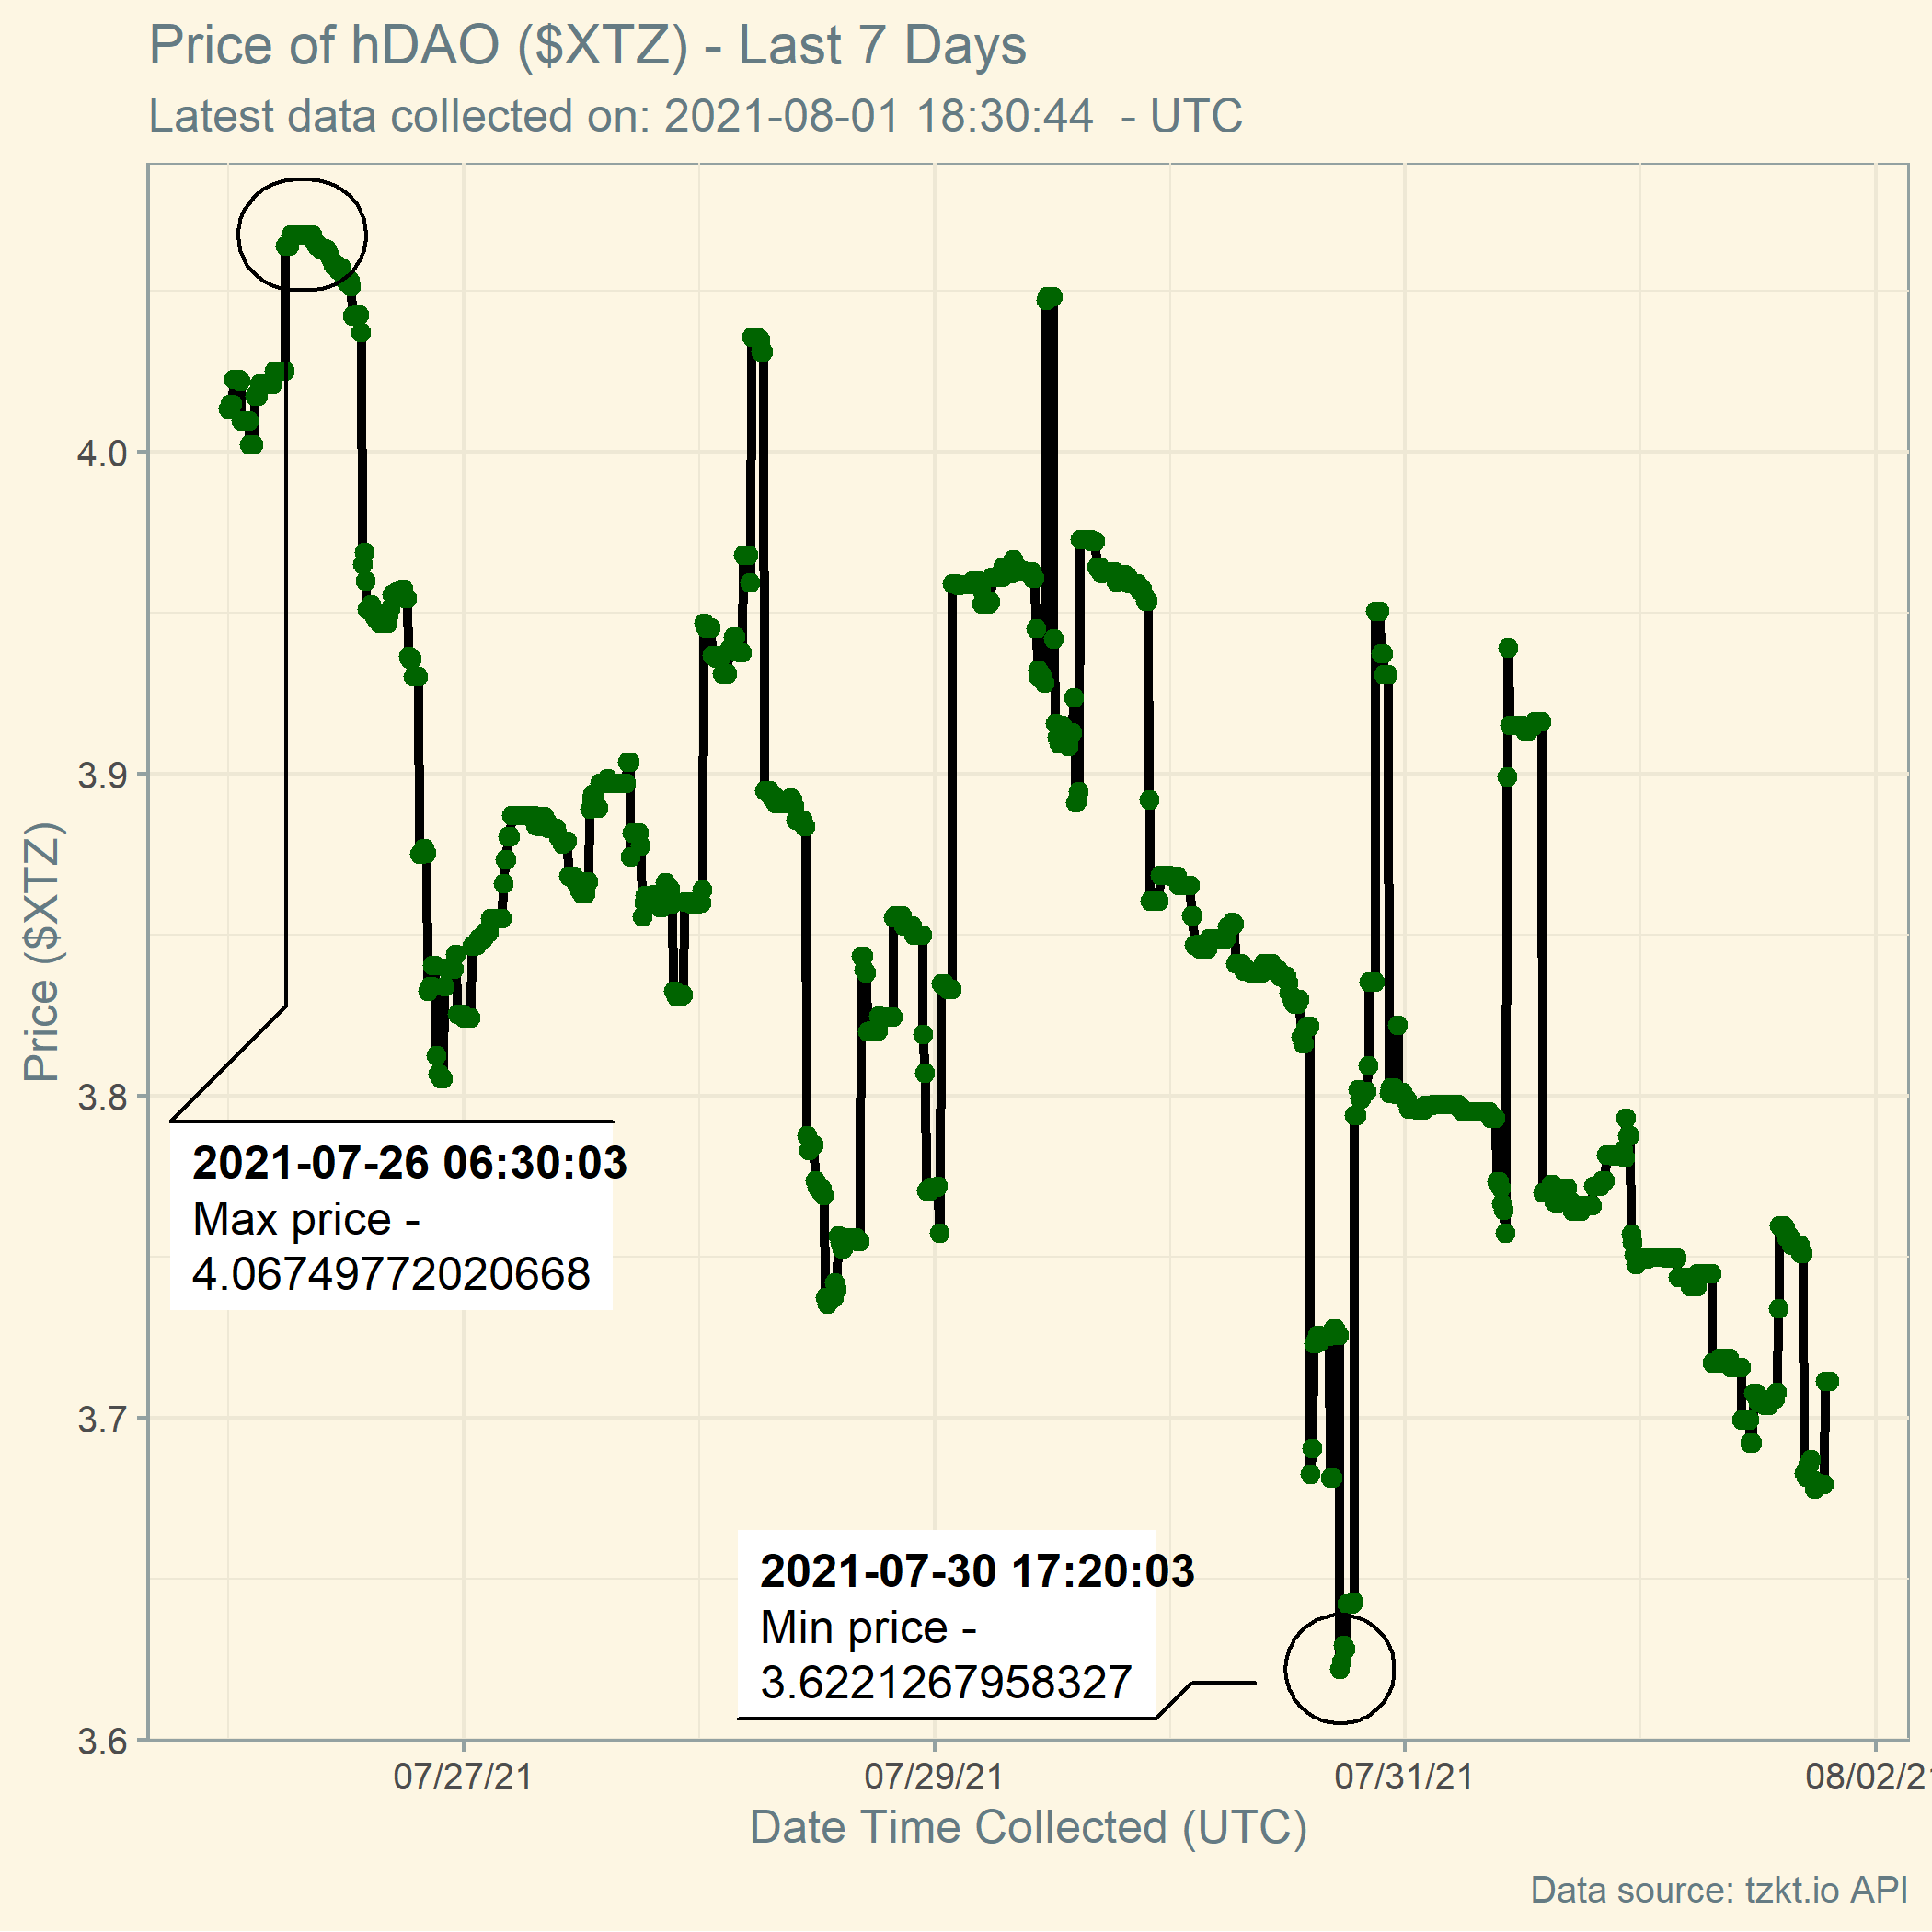 Price of hDAO ($XTZ) - Last 7 Days
Latest data collected on: 2021-08-01 18:30:44  - UTC
Price ($XTZ)
4.0
3.9
3.8
3.7
3.6
2021-07-26 06:30:03
Max price -
4.06749772020668
2021-07-30 17:20:03
Min price -
3.6221267958327
07/27/21
07/29/21
07/31/21
08/02/21
Date Time Collected (UTC)
Data source: tzkt.io API